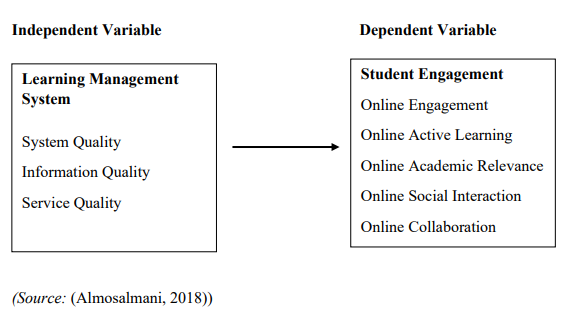 Independent Variable
Dependent Variable
Learning Management
System
System Quality
Information Quality
Service Quality
Student Engagement
Online Engagement
Online Active Learning
Online Academic Relevance
Online Social Interaction
Online Collaboration
(Source: (Almosalmani, 2018))